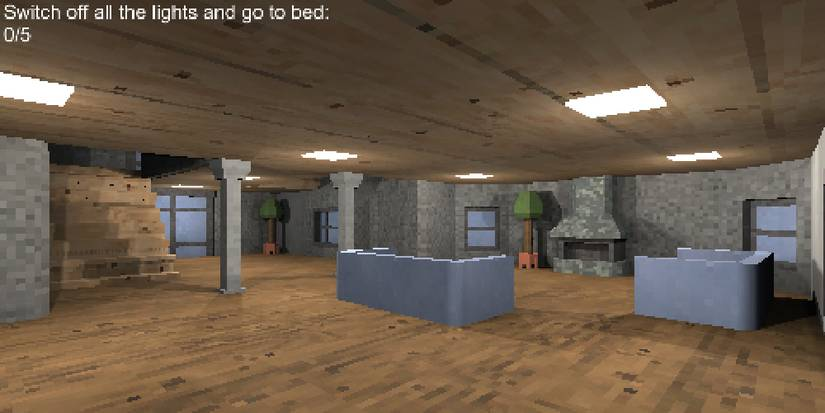 Switch off all the lights and go to bed:
0/5